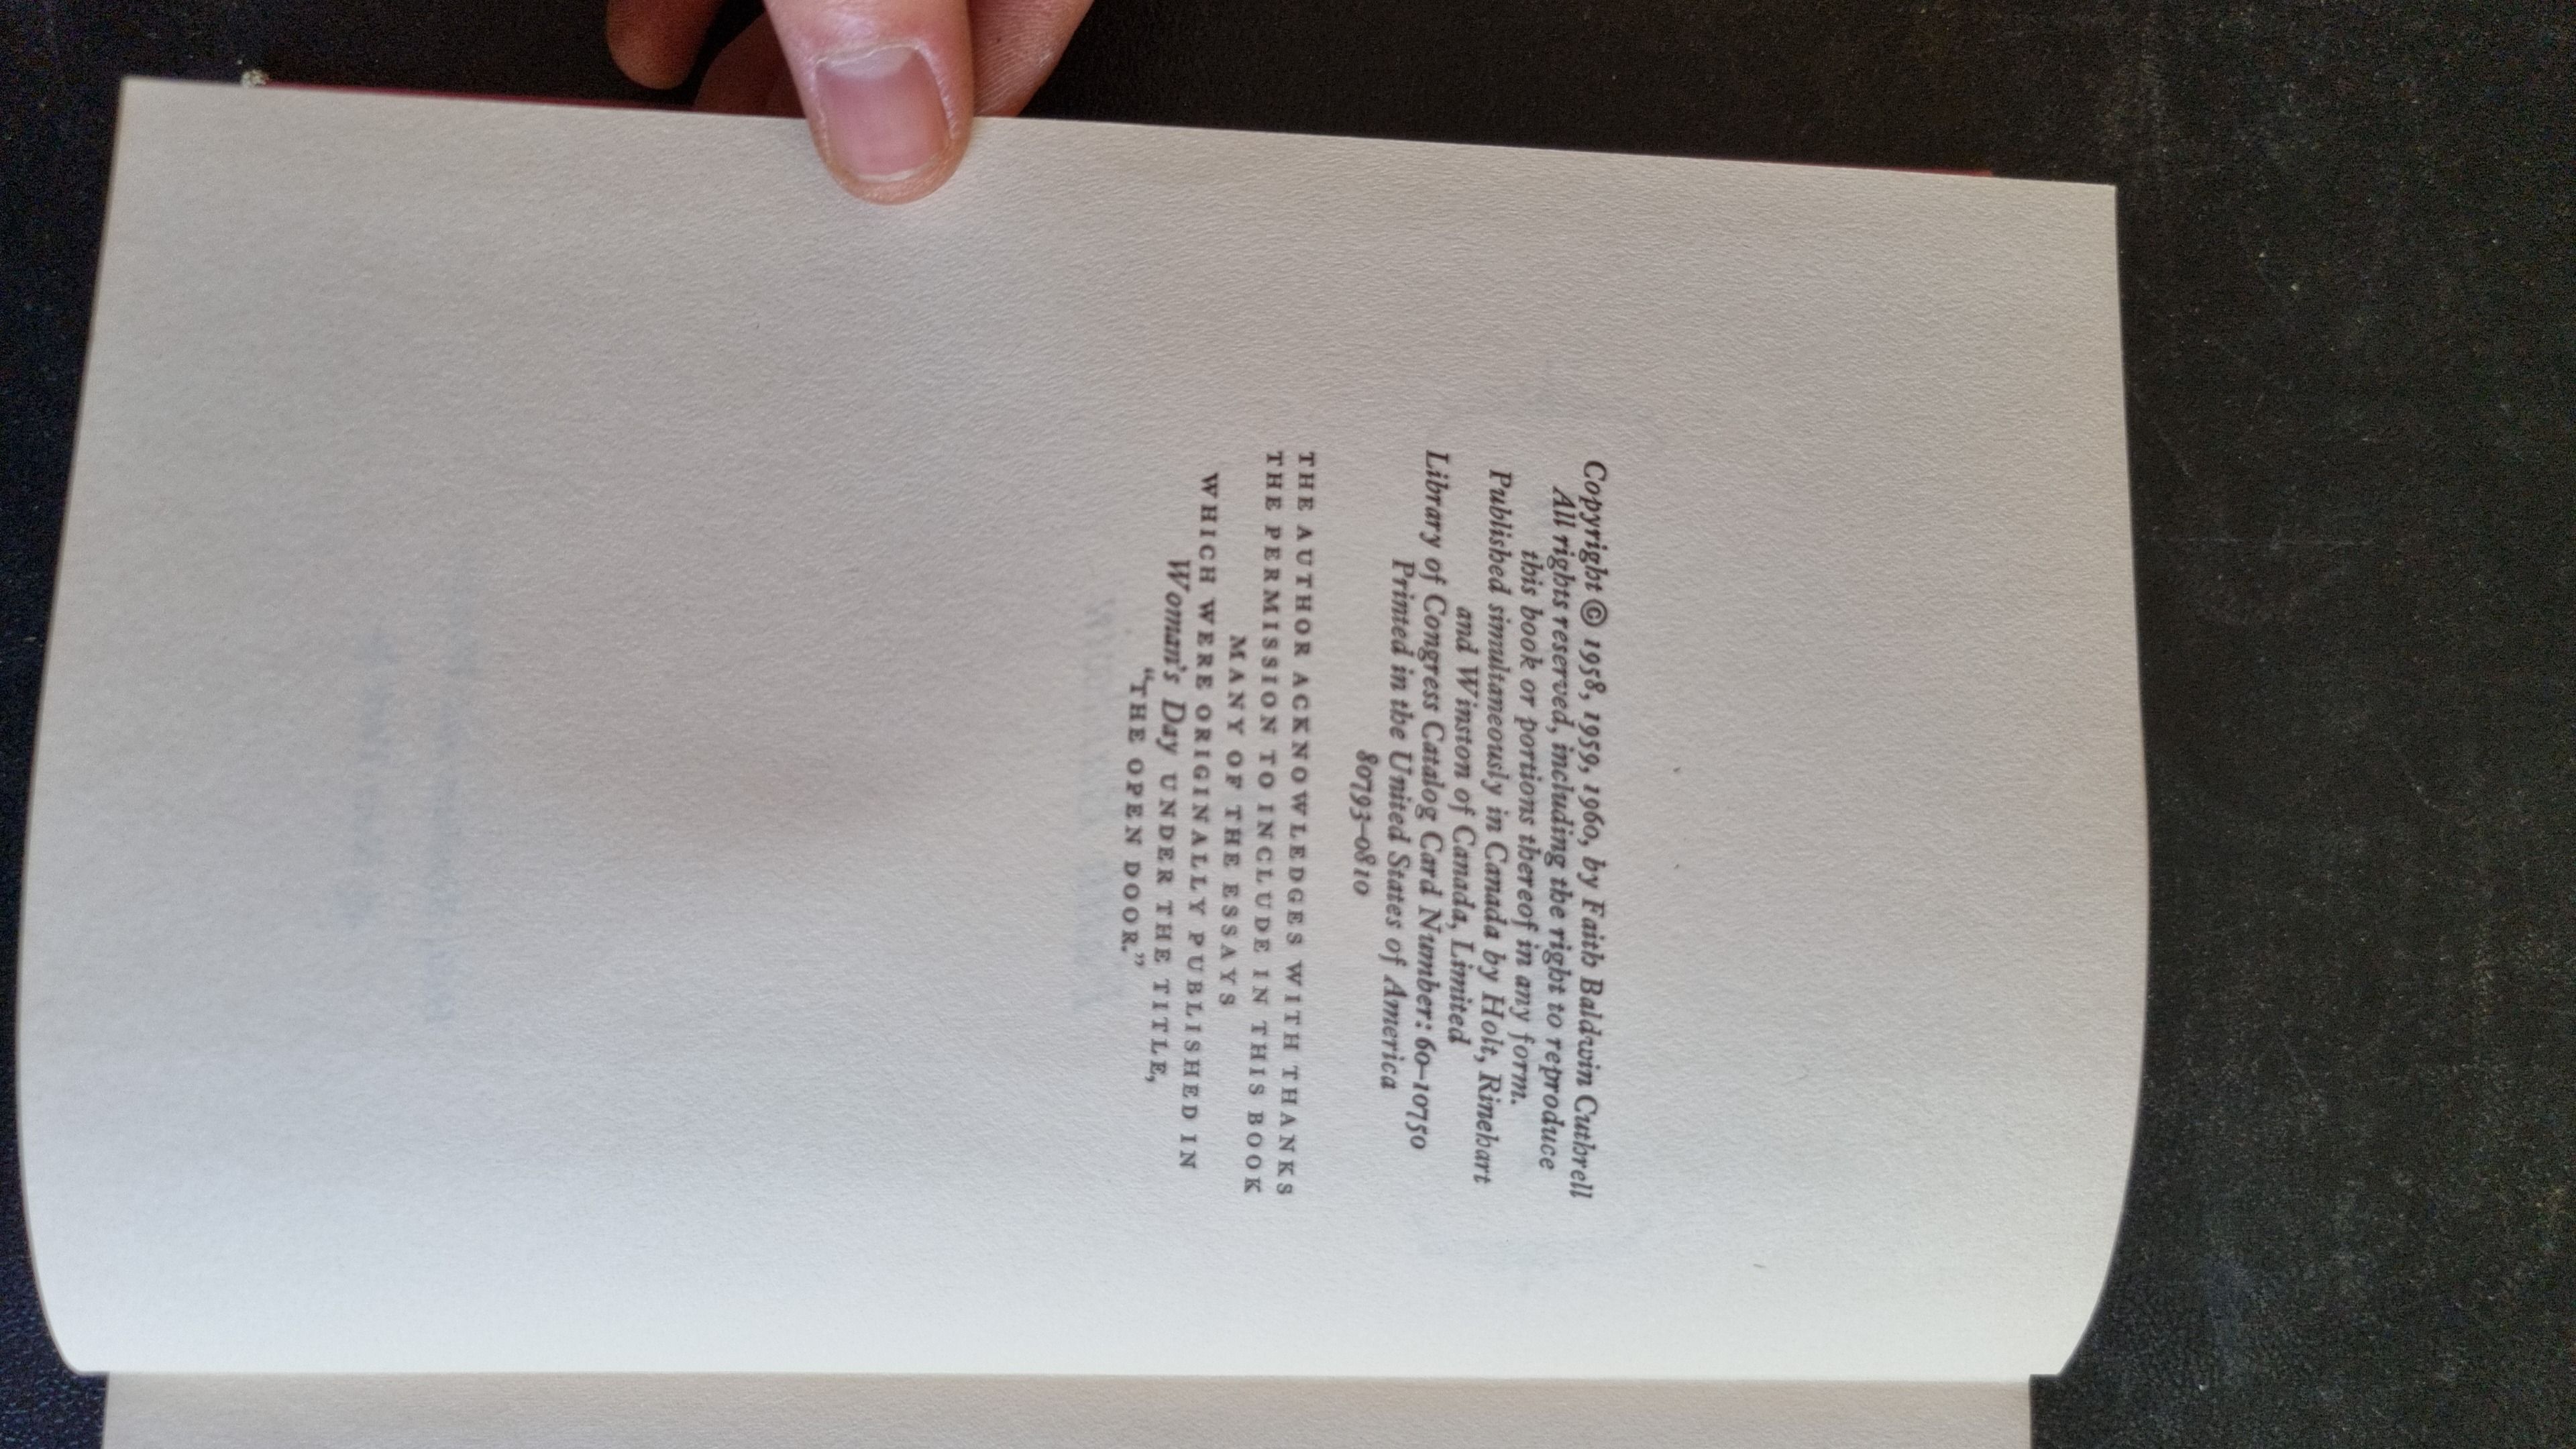 Copyright © 1958, 1959, 1960, by Faith Baldwin Cuthrell
All rights reserved, including the right to reproduce
this book or portions thereof in any form.
Published simultaneously in Canada by Holt, Rinehart
and Winston of Canada, Limited
Library of Congress Catalog Card Number: 60-10750
Printed in the United States of America
80793-0810
THE AUTHOR ACKNOWLEDGES WITH THANKS
THE PERMISSION TO INCLUDE IN THIS BOOK
MANY OF THE ESSAYS
WHICH WERE ORIGINALLY PUBLISHED IN
Woman's Day UNDER THE TITLE,
“THE OPEN DOOR.”